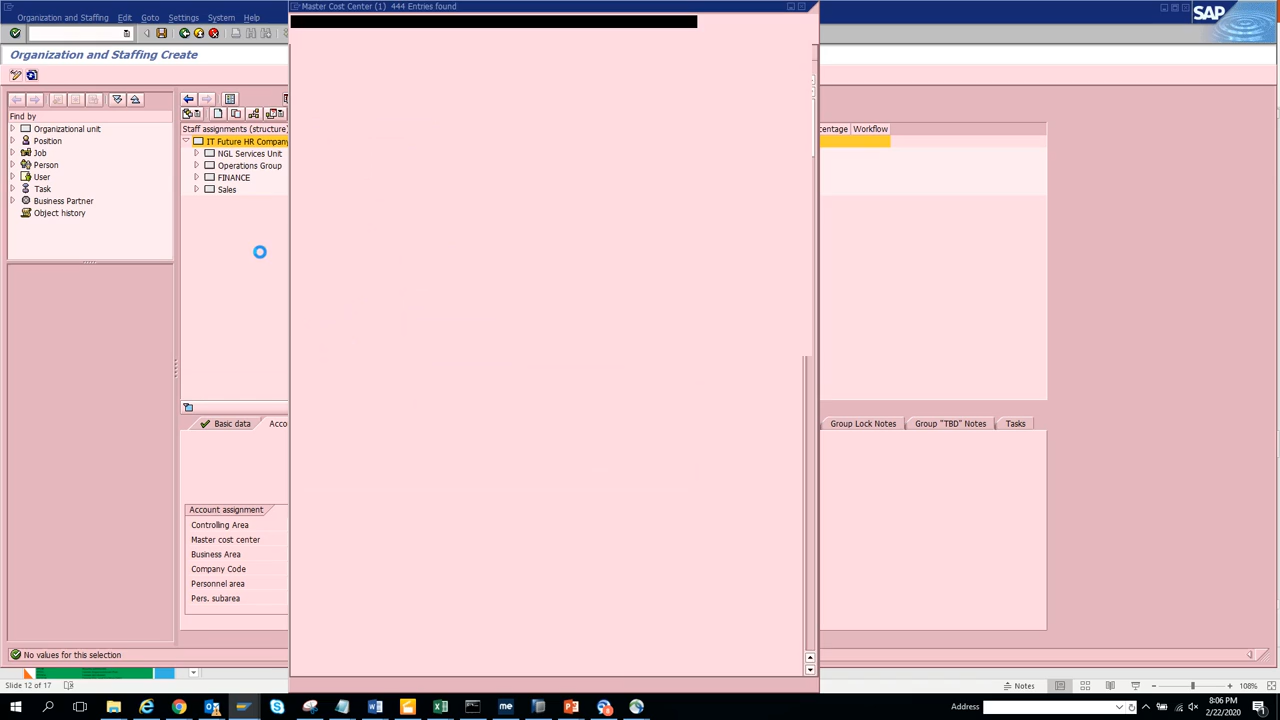 Master Cost Center (1) 444 Entries found
Organization and Staffing Edit Goto Settings System Help
SAP
Organization and Staffing Create
Find by
Organizational unit
Position
Job
Person
User
Task
Business Partner
Object history
Staff assignments (structure)
IT Future HR Company
NGL Services Unit
Operations Group
FINANCE
Sales
centage Workflow
Basic data Acco
Group Lock Notes Group "TBD" Notes Tasks
Account assignment
Controlling Area
Master cost center
Business Area
Company Code
Personnel area
Pers. subarea
No values for this selection
Slide 12 of 17
Notes
108%
Address
8:06 PM
2/22/2020